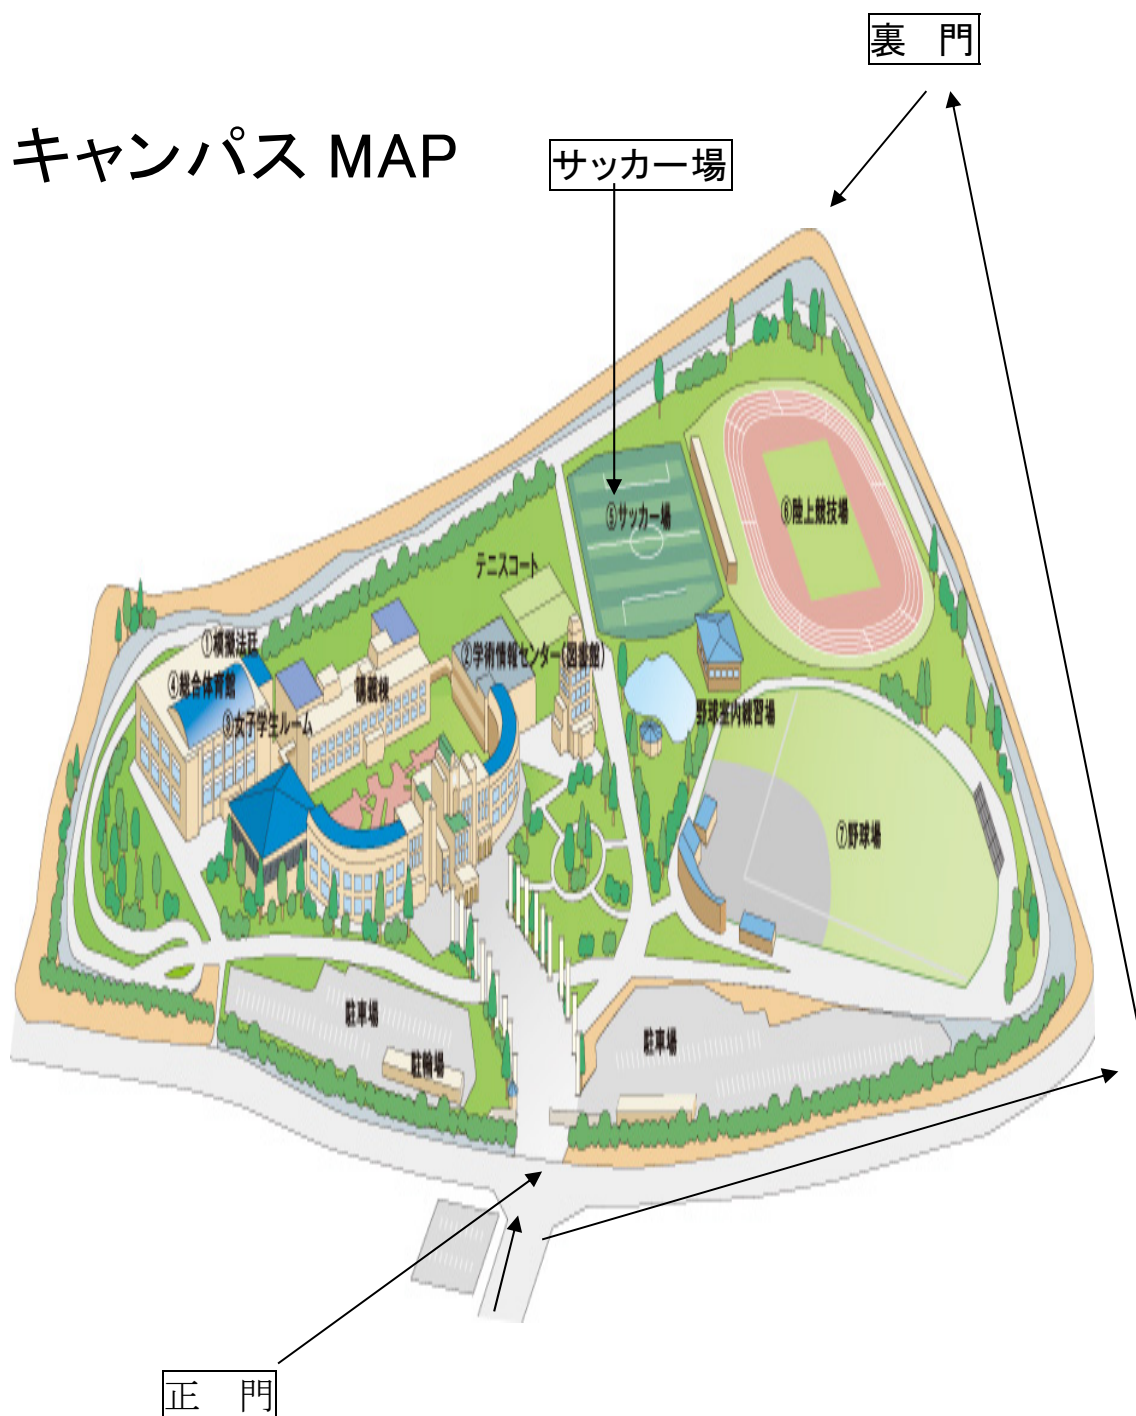 裏　門
キャンパス MAP
サッカー場
⑥陸上競技場
⑤サッカー場
テニスコート
①模擬法廷
②学術情報センター(図書館)
④総合体育館
講義棟
③女子学生ルーム
野球室内練習場
⑦野球場
駐車場
駐車場
駐輪場
正　門